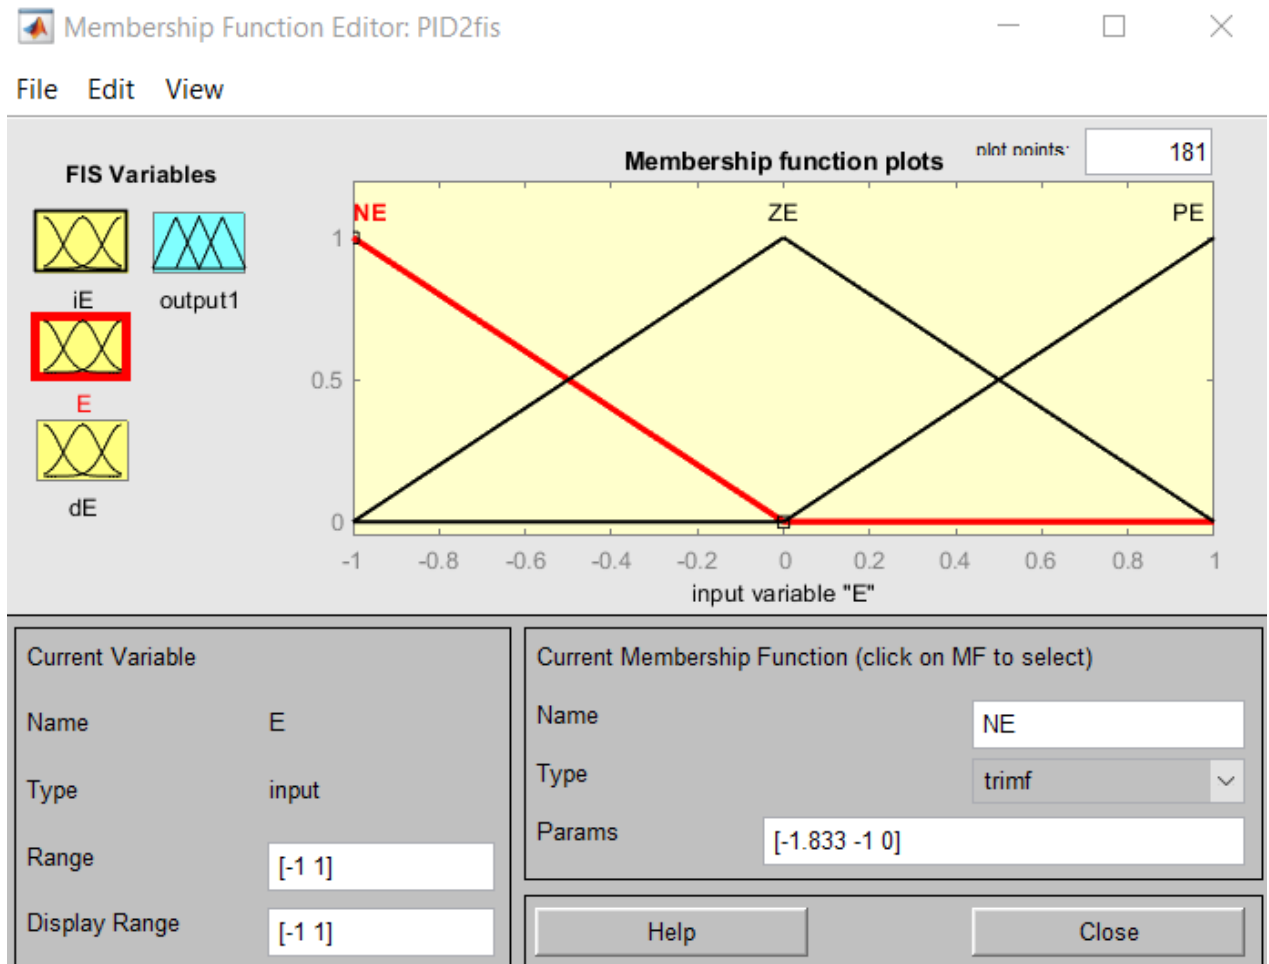 Membership Function Editor: PID2fis
File Edit View
FIS Variables
iE
output1
E
dE
Membership function plots
plot points:
181
NE
ZE
PE
1
0.5
0
-1 -0.8 -0.6 -0.4 -0.2 0 0.2 0.4 0.6 0.8 1
input variable "E"
Current Variable
Name E
Type input
Range [-1 1]
Display Range [-1 1]
Current Membership Function (click on MF to select)
Name NE
Type trimf
Params [-1.833 -1 0]
Help
Close